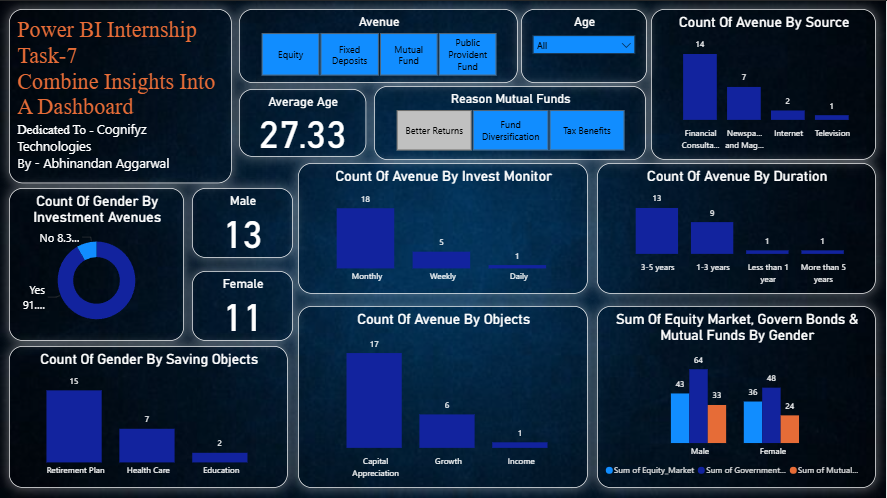 Power BI Internship
Task-7
Combine Insights Into
A Dashboard
Dedicated To - Cognifyz
Technologies
By - Abhinandan Aggarwal
Avenue
Equity
Fixed
Deposits
Mutual
Fund
Public
Provident
Fund
Age
All
Average Age
27.33
Reason Mutual Funds
Better Returns
Fund
Diversification
Tax Benefits
Count Of Avenue By Source
14
7
2
1
Financial
Consulta...
Newspa...
and Mag...
Internet
Television
Count Of Gender By
Investment Avenues
No 8.3...
Yes
91....
Male
13
Female
11
Count Of Avenue By Invest Monitor
18
5
1
Monthly
Weekly
Daily
Count Of Avenue By Duration
13
9
1
1
3-5 years
1-3 years
Less than 1
year
More than 5
years
Count Of Gender By Saving Objects
15
7
2
Retirement Plan
Health Care
Education
Count Of Avenue By Objects
17
6
1
Capital
Appreciation
Growth
Income
Sum Of Equity Market, Govern Bonds &
Mutual Funds By Gender
43
64
33
36
48
24
Male
Female
Sum of Equity_Market
Sum of Government...
Sum of Mutual...